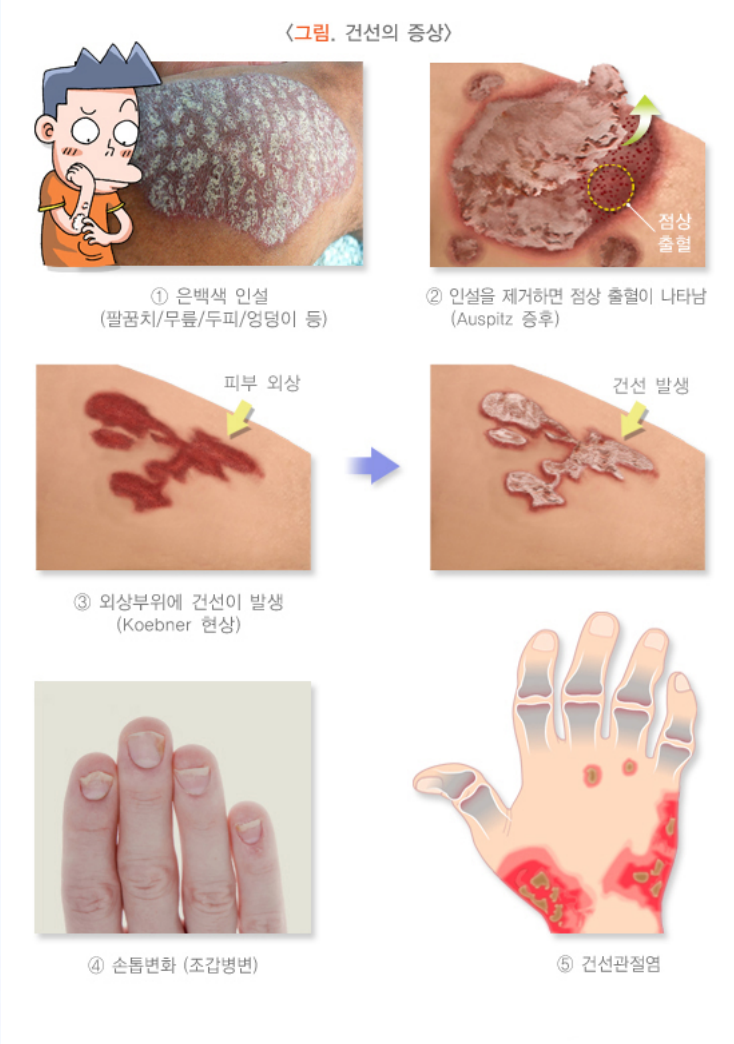 <그림. 건선의 증상>
점상
출혈
① 은백색 인설
(팔꿈치/무릎/두피/엉덩이 등)
② 인설을 제거하면 점상 출혈이 나타남
(Auspitz 증후)
피부 외상
건선 발생
③ 외상부위에 건선이 발생
(Koebner 현상)
④ 손톱변화 (조갑병변)
⑤ 건선관절염